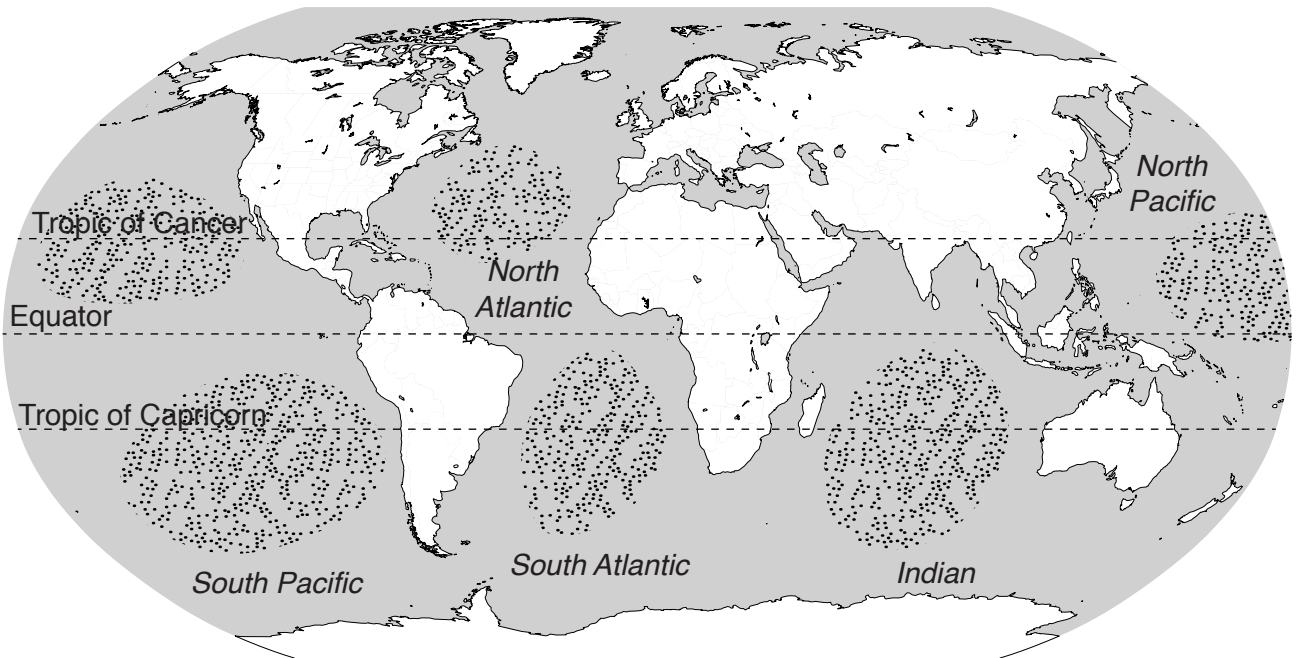 North
Pacific
Tropic of Cancer
North
Atlantic
Equator
Tropic of Capricorn
South Atlantic
Indian
South Pacific